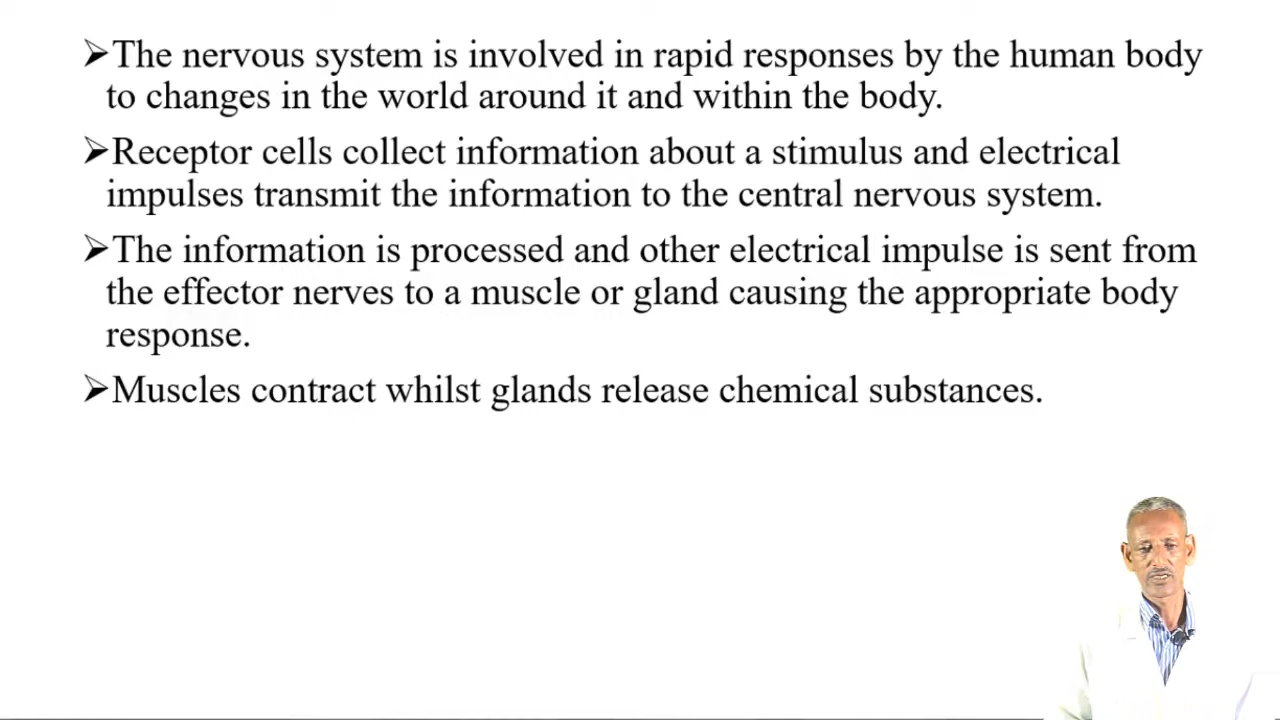 ➢The nervous system is involved in rapid responses by the human body
to changes in the world around it and within the body.
➢Receptor cells collect information about a stimulus and electrical
impulses transmit the information to the central nervous system.
➢The information is processed and other electrical impulse is sent from
the effector nerves to a muscle or gland causing the appropriate body
response.
➢Muscles contract whilst glands release chemical substances.